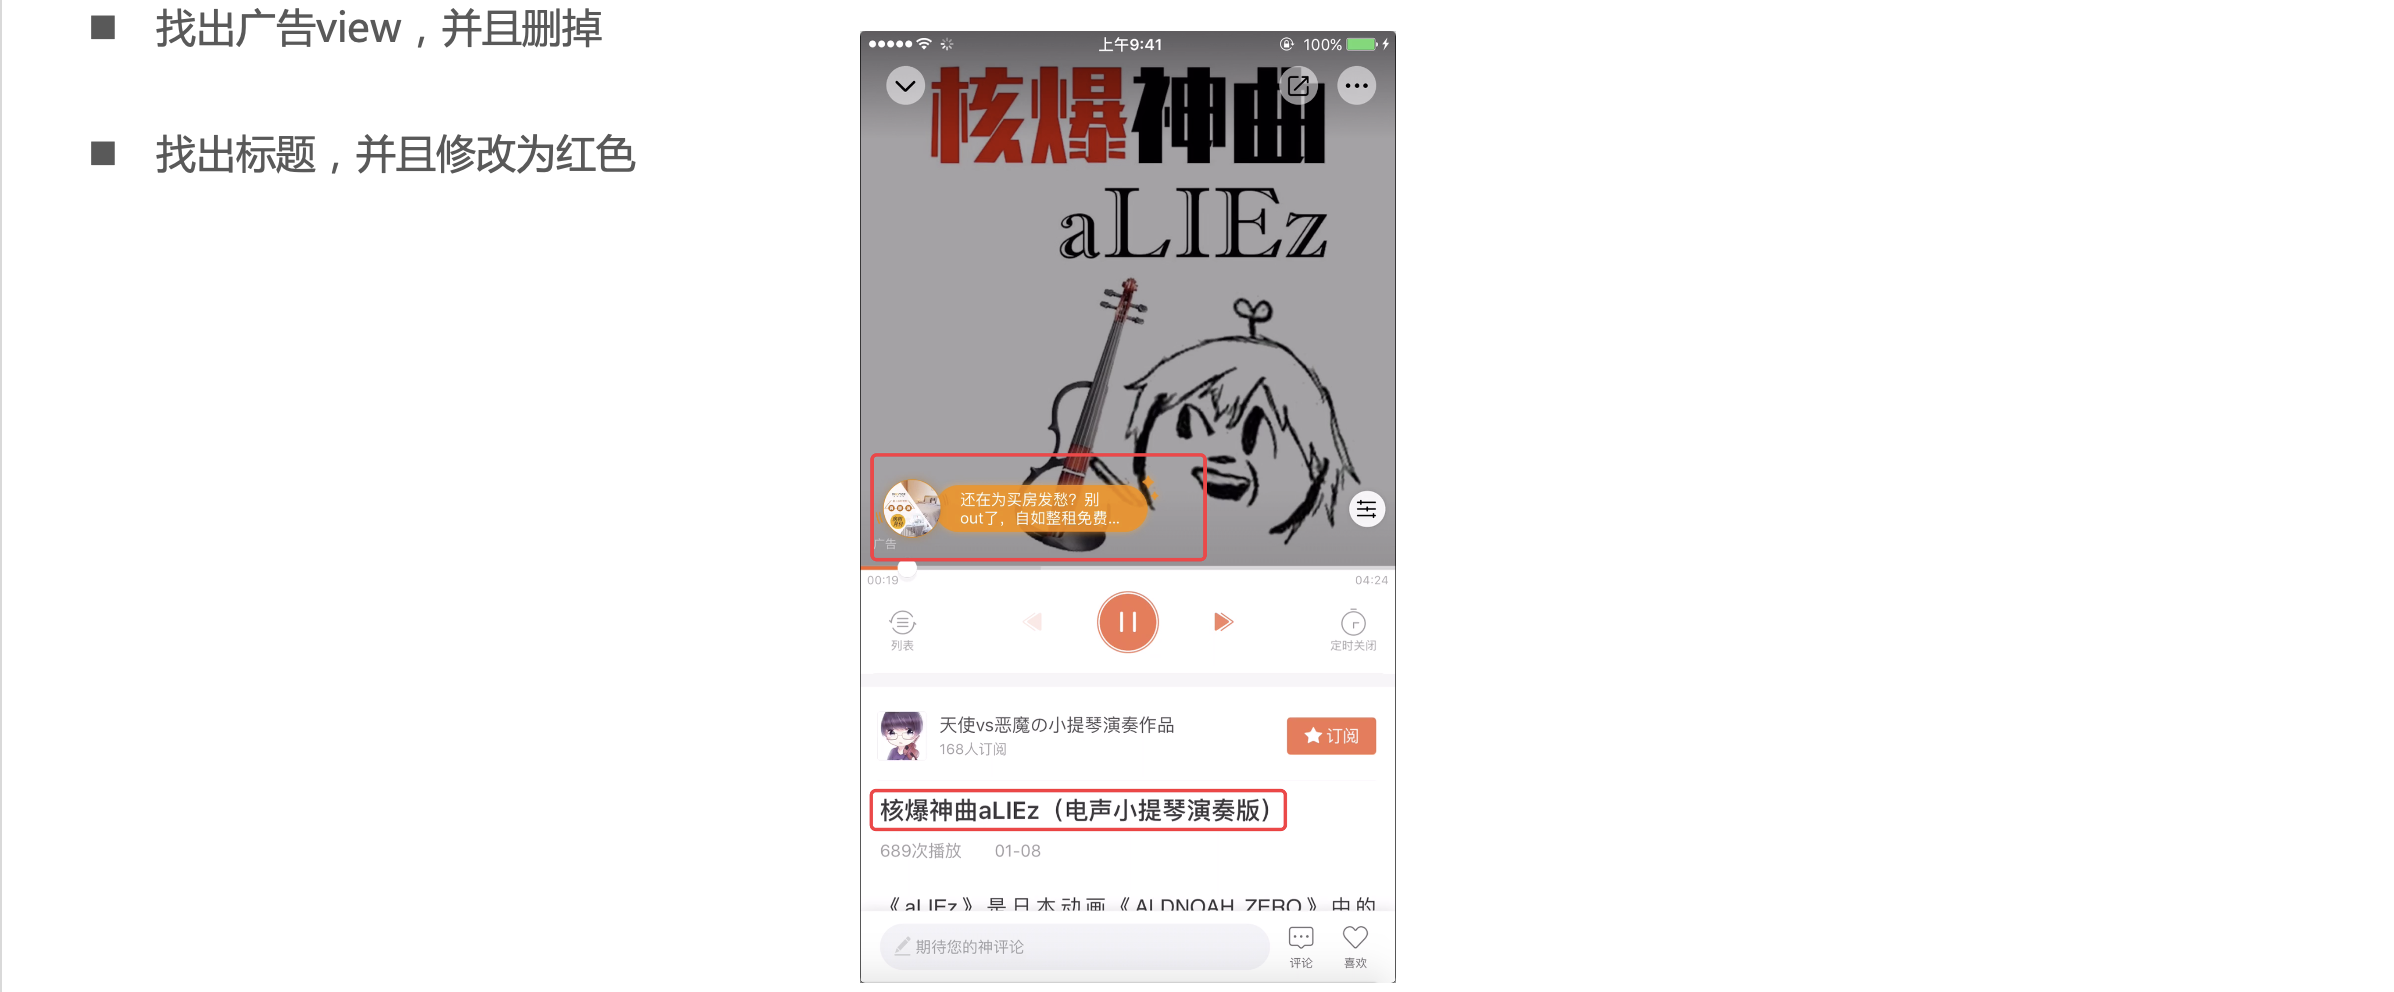 找出广告view，并且删掉
找出标题，并且修改为红色
上午9:41
100%
核爆神曲
aLIEz
还在为买房发愁？别
out了，自如整租免费...
广告
00:19
04:24
列表
定时关闭
天使vs恶魔の小提琴演奏作品
168人订阅
订阅
核爆神曲aLIEz（电声小提琴演奏版）
689次播放 01-08
《aLIEz》是日本动画《ALDNOAH ZERO》中的
期待您的神评论
评论
喜欢